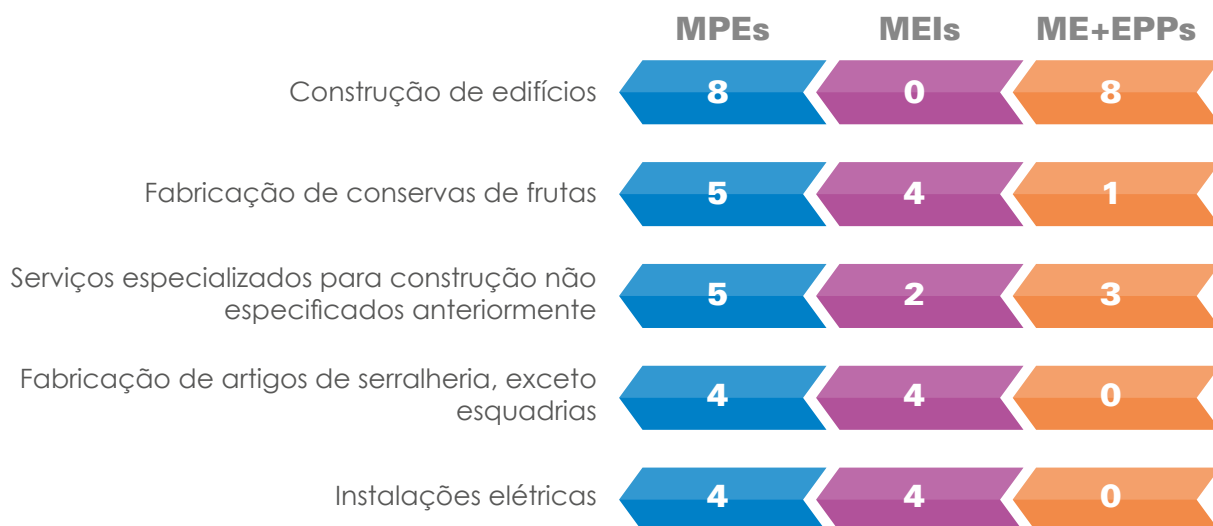 MPEs MEIs ME+EPPs
Construção de edifícios 8 0 8
Fabricação de conservas de frutas 5 4 1
Serviços especializados para construção não
especificados anteriormente 5 2 3
Fabricação de artigos de serralheria, exceto
esquadrias 4 4 0
Instalações elétricas 4 4 0